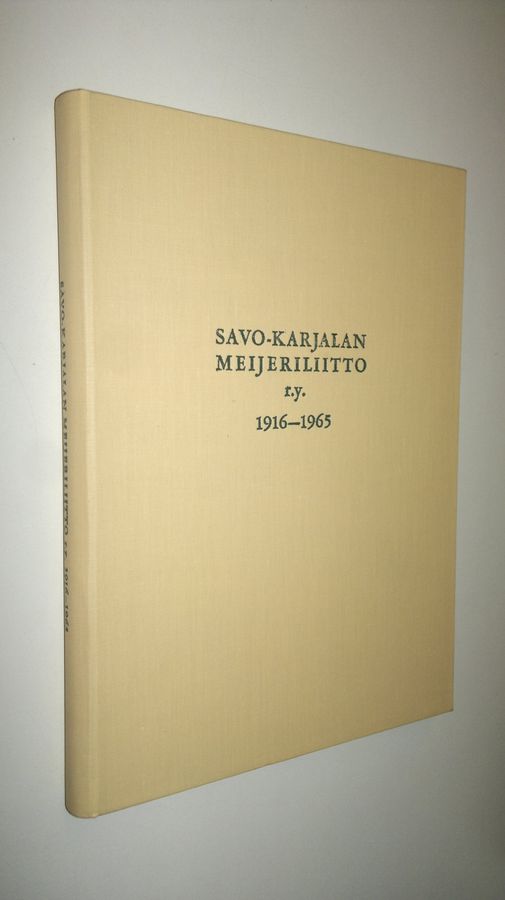 SAVO-KARJALAN
MEIJERILIITTO
r.y.
1916—1965
SAVO-KARJALAN MEIJERILIITTO r.y. 1916-1965